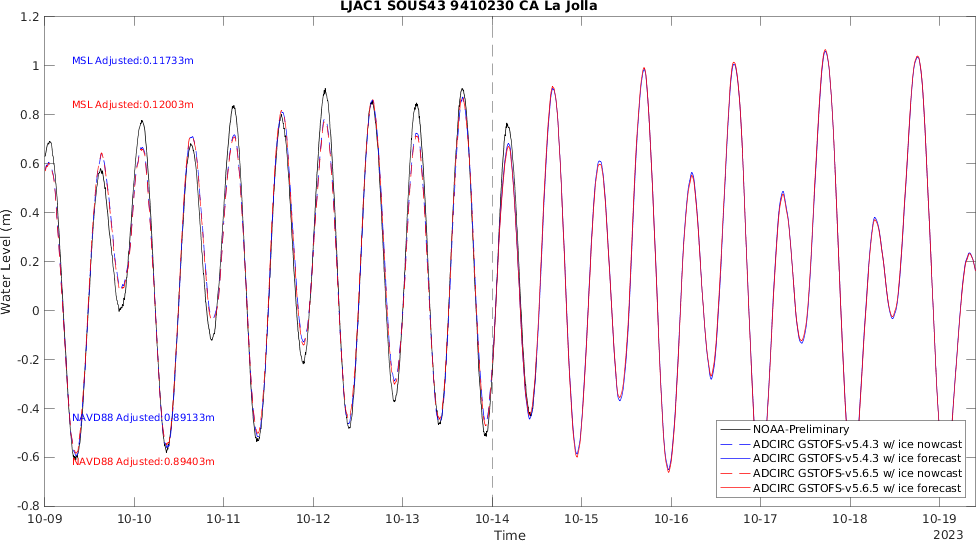 LJAC1 SOUS43 9410230 CA La Jolla
1.2
1
0.8
0.6
0.4
0.2
0
-0.2
-0.4
-0.6
-0.8
Water Level (m)
MSL Adjusted:0.11733m
MSL Adjusted:0.12003m
NAVD88 Adjusted:0.89133m
NAVD88 Adjusted:0.89403m
NOAA-Preliminary
ADCIRC GSTOFS-v5.4.3 w/ ice nowcast
ADCIRC GSTOFS-v5.4.3 w/ ice forecast
ADCIRC GSTOFS-v5.6.5 w/ ice nowcast
ADCIRC GSTOFS-v5.6.5 w/ ice forecast
10-09 10-10 10-11 10-12 10-13 10-14 10-15 10-16 10-17 10-18 10-19
Time
2023